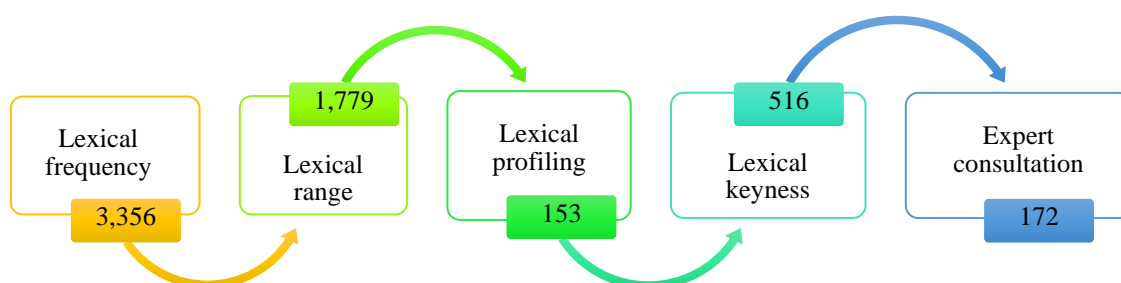 Lexical
frequency
3,356
1,779
Lexical
range
Lexical
profiling
153
516
Lexical
keyness
Expert
consultation
172